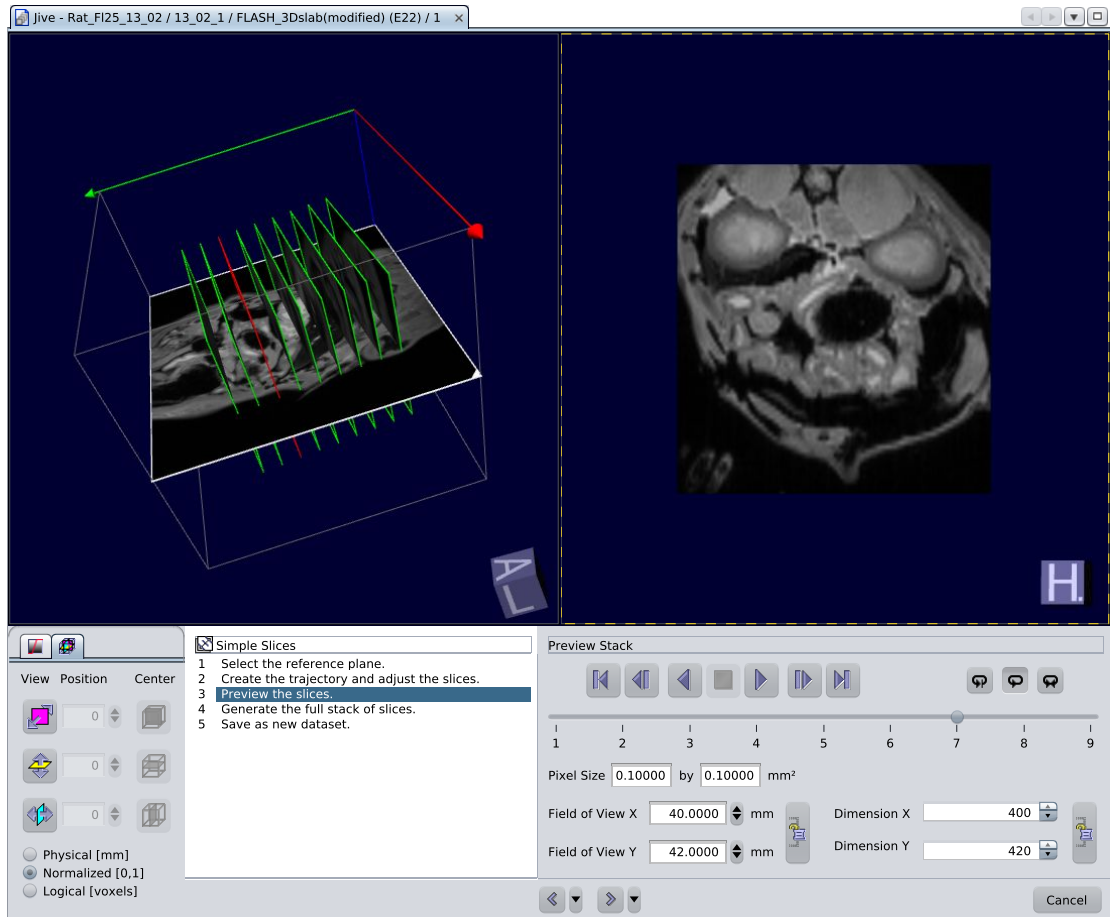 Jive - Rat_Fl25_13_02 / 13_02_1 / FLASH_3Dslab(modified) (E22) / 1
A
L
H
View Position Center
0
0
0
Physical [mm]
Normalized [0,1]
Logical [voxels]
Simple Slices
1 Select the reference plane.
2 Create the trajectory and adjust the slices.
3 Preview the slices.
4 Generate the full stack of slices.
5 Save as new dataset.
Preview Stack
1 2 3 4 5 6 7 8 9
Pixel Size 0.10000 by 0.10000 mm²
Field of View X 40.0000 mm Dimension X 400
Field of View Y 42.0000 mm Dimension Y 420
Cancel